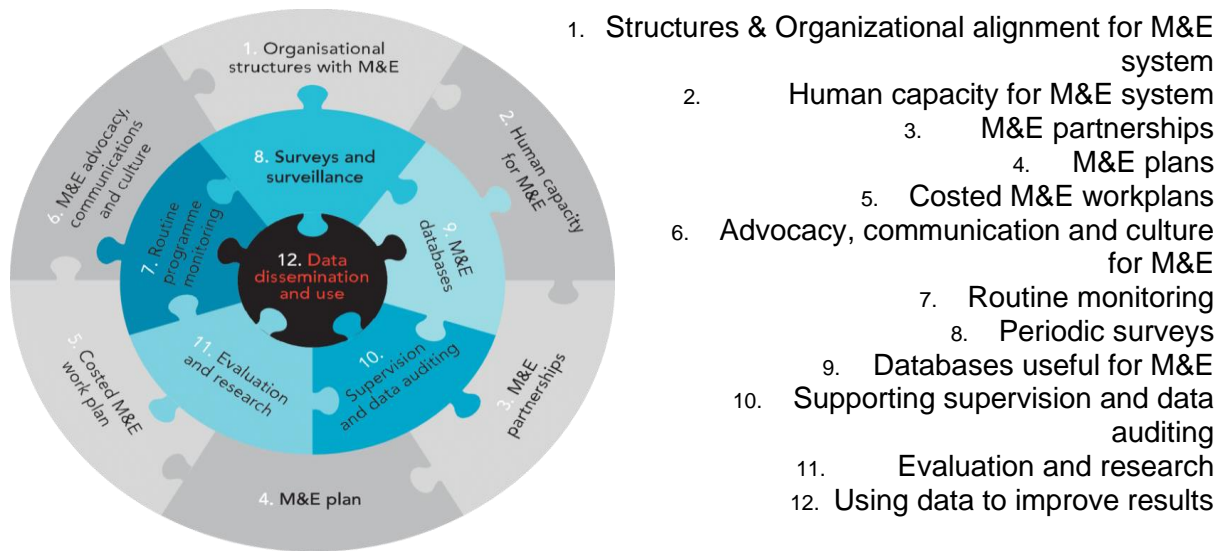 1. Organisational
structures with M&E
2. Human capacity
for M&E
3. M&E
partnerships
4. M&E plan
5. Costed M&E
work plan
6. M&E advocacy,
communications
and culture
7. Routine
programme
monitoring
8. Surveys and
surveillance
9. M&E
databases
10.
Supervision
and data auditing
11. Evaluation
and research
12. Data
dissemination
and use
1. Structures & Organizational alignment for M&E
system
2. Human capacity for M&E system
3. M&E partnerships
4. M&E plans
5. Costed M&E workplans
6. Advocacy, communication and culture
for M&E
7. Routine monitoring
8. Periodic surveys
9. Databases useful for M&E
10. Supporting supervision and data
auditing
11. Evaluation and research
12. Using data to improve results